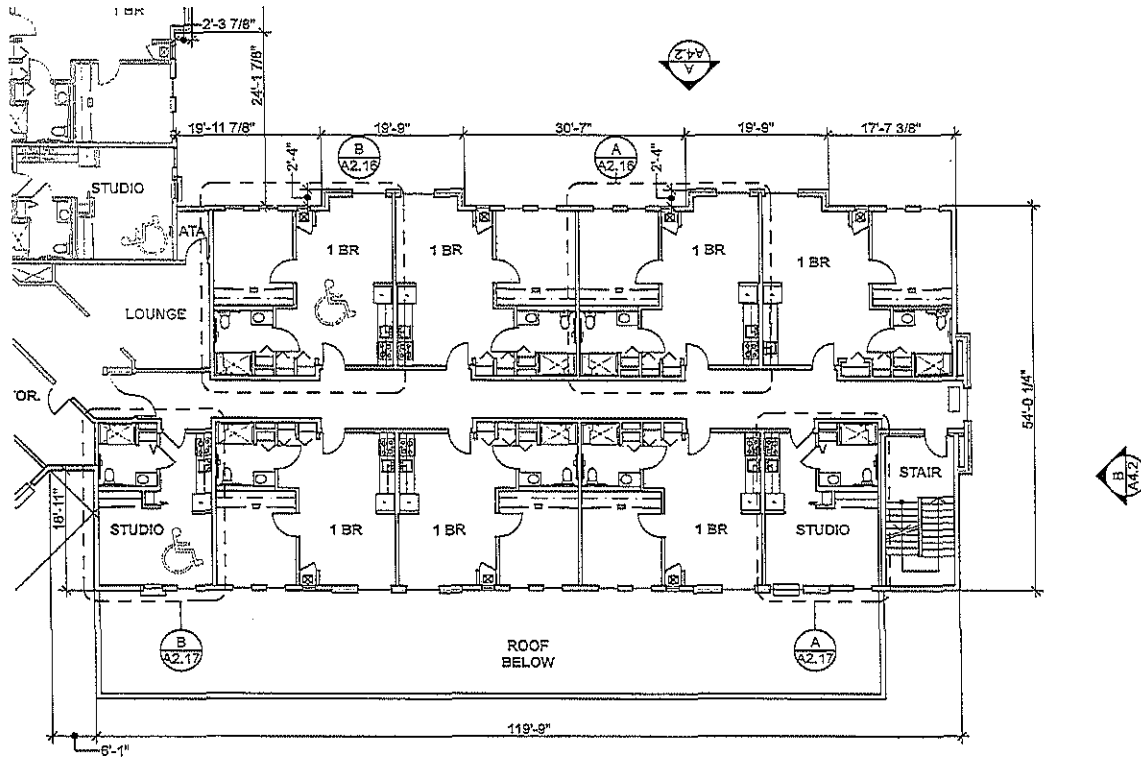 1 BR
2'-3 7/8"
24'-1 7/8"
A
A4.2
19'-11 7/8"
19'-9"
30'-7"
19'-9"
17'-7 3/8"
B
A2.16
A
A2.16
2'-4"
2'-4"
STUDIO
ATA
1 BR
1 BR
1 BR
1 BR
LOUNGE
54'-0 1/4"
OR.
B
A4.2
STAIR
18'-11"
STUDIO
1 BR
1 BR
1 BR
STUDIO
B
A2.17
ROOF
BELOW
A
A2.17
119'-9"
6'-1"